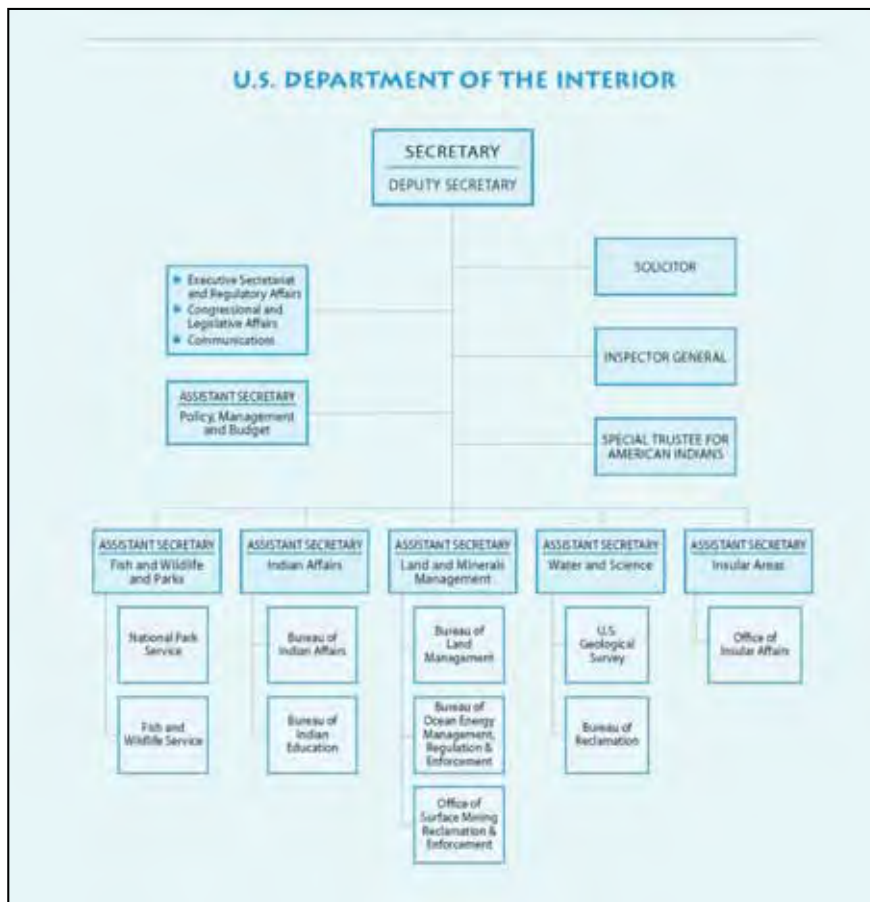 U.S. DEPARTMENT OF THE INTERIOR
SECRETARY
DEPUTY SECRETARY
Executive Secretariat
and Regulatory Affairs
Congressional and
Legislative Affairs
Communications
SOLICITOR
INSPECTOR GENERAL
ASSISTANT SECRETARY
Policy, Management
and Budget
SPECIAL TRUSTEE FOR
AMERICAN INDIANS
ASSISTANT SECRETARY
Fish and Wildlife
and Parks
ASSISTANT SECRETARY
Indian Affairs
ASSISTANT SECRETARY
Land and Minerals
Management
ASSISTANT SECRETARY
Water and Science
ASSISTANT SECRETARY
Insular Areas
National Park
Service
Bureau of
Indian Affairs
Bureau of
Land
Management
U.S.
Geological
Survey
Office of
Insular Affairs
Fish and
Wildlife Service
Bureau of
Indian
Education
Bureau of
Ocean Energy
Management,
Regulation &
Enforcement
Bureau of
Reclamation
Office of
Surface Mining
Reclamation &
Enforcement